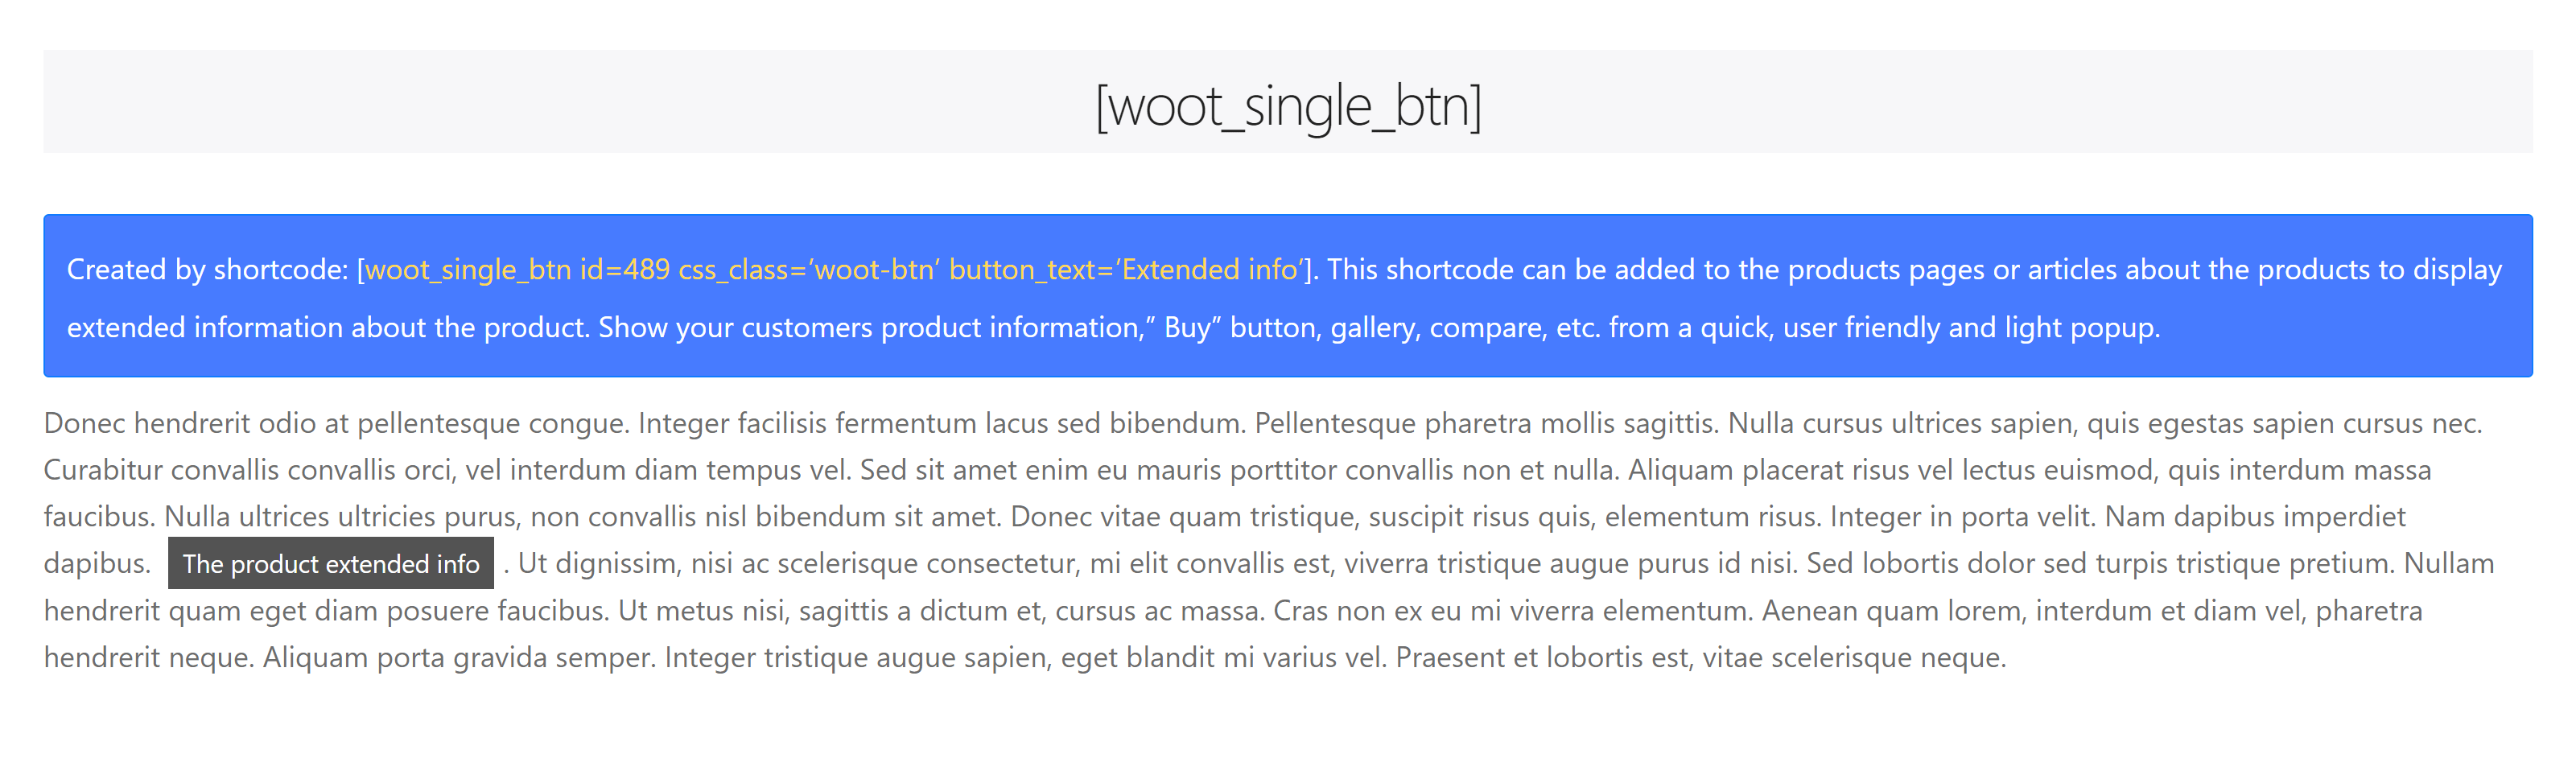 [woot_single_btn]
Created by shortcode: [woot_single_btn id=489 css_class=’woot-btn’ button_text=’Extended info’]. This shortcode can be added to the products pages or articles about the products to display
extended information about the product. Show your customers product information,” Buy” button, gallery, compare, etc. from a quick, user friendly and light popup.
Donec hendrerit odio at pellentesque congue. Integer facilisis fermentum lacus sed bibendum. Pellentesque pharetra mollis sagittis. Nulla cursus ultrices sapien, quis egestas sapien cursus nec.
Curabitur convallis convallis orci, vel interdum diam tempus vel. Sed sit amet enim eu mauris porttitor convallis non et nulla. Aliquam placerat risus vel lectus euismod, quis interdum massa
faucibus. Nulla ultrices ultricies purus, non convallis nisl bibendum sit amet. Donec vitae quam tristique, suscipit risus quis, elementum risus. Integer in porta velit. Nam dapibus imperdiet
dapibus. The product extended info . Ut dignissim, nisi ac scelerisque consectetur, mi elit convallis est, viverra tristique augue purus id nisi. Sed lobortis dolor sed turpis tristique pretium. Nullam
hendrerit quam eget diam posuere faucibus. Ut metus nisi, sagittis a dictum et, cursus ac massa. Cras non ex eu mi viverra elementum. Aenean quam lorem, interdum et diam vel, pharetra
hendrerit neque. Aliquam porta gravida semper. Integer tristique augue sapien, eget blandit mi varius vel. Praesent et lobortis est, vitae scelerisque neque.